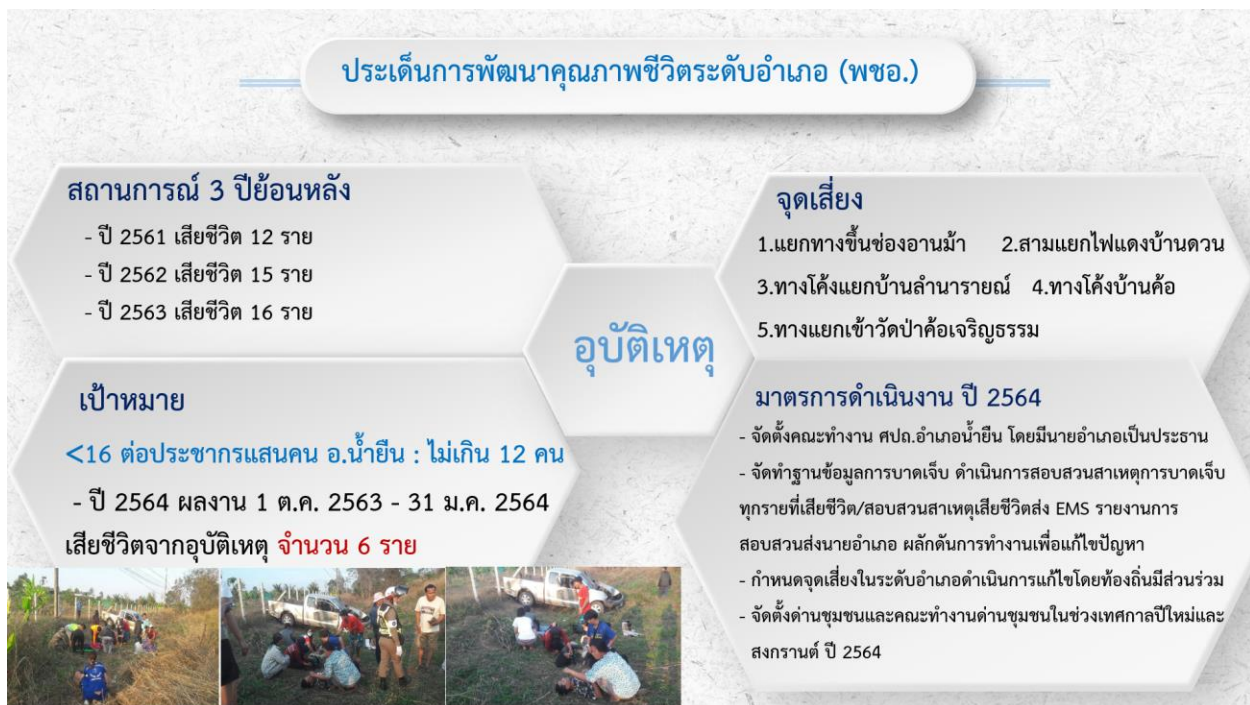 ประเด็นการพัฒนาคุณภาพชีวิตระดับอำเภอ (พชอ.)
สถานการณ์ 3 ปีย้อนหลัง
- ปี 2561 เสียชีวิต 12 ราย
- ปี 2562 เสียชีวิต 15 ราย
- ปี 2563 เสียชีวิต 16 ราย
เป้าหมาย
<16 ต่อประชากรแสนคน อ.น้ำยืน : ไม่เกิน 12 คน
- ปี 2564 ผลงาน 1 ต.ค. 2563 - 31 ม.ค. 2564
เสียชีวิตจากอุบัติเหตุ จำนวน 6 ราย
อุบัติเหตุ
จุดเสี่ยง
1.แยกทางขึ้นช่องอานม้า 2.สามแยกไฟแดงบ้านดวน
3.ทางโค้งแยกบ้านลำนารายณ์ 4.ทางโค้งบ้านค้อ
5.ทางแยกเข้าวัดป่าค้อเจริญธรรม
มาตรการดำเนินงาน ปี 2564
- จัดตั้งคณะทำงาน ศปถ.อำเภอน้ำยืน โดยมีนายอำเภอเป็นประธาน
- จัดทำฐานข้อมูลการบาดเจ็บ ดำเนินการสอบสวนสาเหตุการบาดเจ็บ
ทุกรายที่เสียชีวิต/สอบสวนสาเหตุเสียชีวิตส่ง EMS รายงานการ
สอบสวนส่งนายอำเภอ ผลักดันการทำงานเพื่อแก้ไขปัญหา
- กำหนดจุดเสี่ยงในระดับอำเภอดำเนินการแก้ไขโดยท้องถิ่นมีส่วนร่วม
- จัดตั้งด่านชุมชนและคณะทำงานด่านชุมชนในช่วงเทศกาลปีใหม่และ
สงกรานต์ ปี 2564